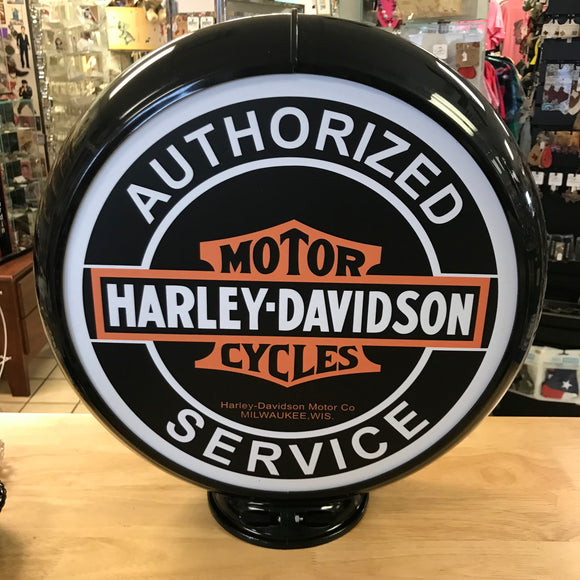 AUTHORIZED
MOTOR
HARLEY-DAVIDSON
CYCLES
Harley-Davidson Motor Co
MILWAUKEE,WIS.
SERVICE